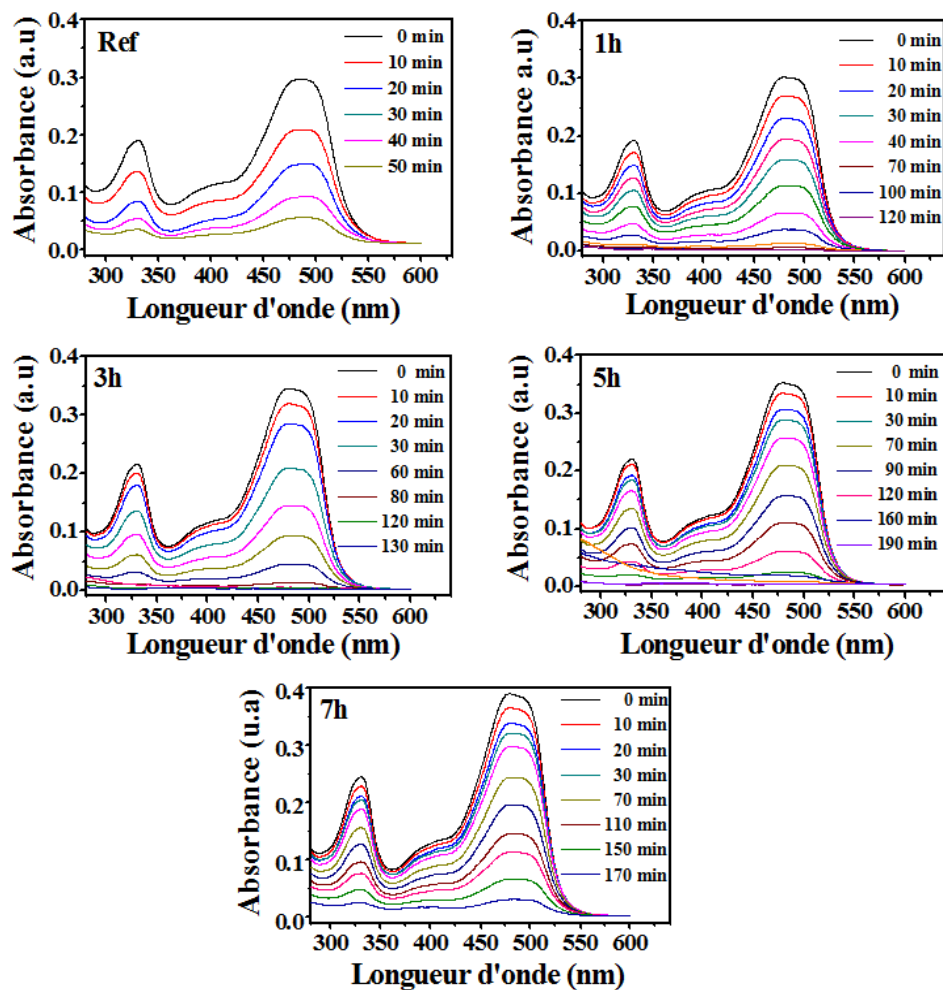 Ref
Absorbance (a.u)
0.4
0.3
0.2
0.1
0.0
0 min
10 min
20 min
30 min
40 min
50 min
300 350 400 450 500 550 600
Longueur d'onde (nm)
1h
Absorbance a.u)
0.4
0.3
0.2
0.1
0.0
0 min
10 min
20 min
30 min
40 min
70 min
100 min
120 min
300 350 400 450 500 550 600
Longueur d'onde (nm)
3h
Absorbance (a.u)
0.4
0.3
0.2
0.1
0.0
0 min
10 min
20 min
30 min
60 min
80 min
120 min
130 min
300 350 400 450 500 550 600
Longueur d'onde (nm)
5h
Absorbance (a.u)
0.4
0.3
0.2
0.1
0.0
0 min
10 min
30 min
70 min
90 min
120 min
160 min
190 min
300 350 400 450 500 550 600
Longueur d'onde (nm)
7h
Absorbance (u.a)
0.4
0.3
0.2
0.1
0.0
0 min
10 min
20 min
30 min
70 min
110 min
150 min
170 min
300 350 400 450 500 550 600
Longueur d'onde (nm)